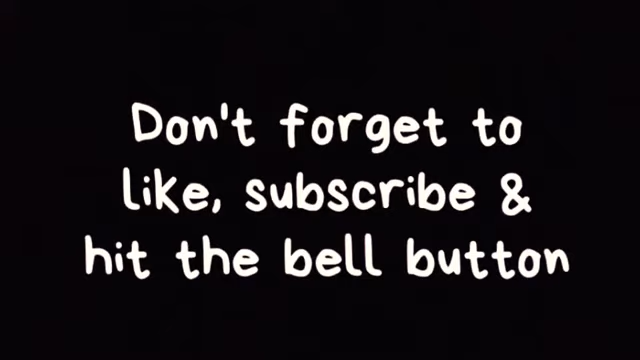 Don't forget to
like, subscribe &
hit the bell button